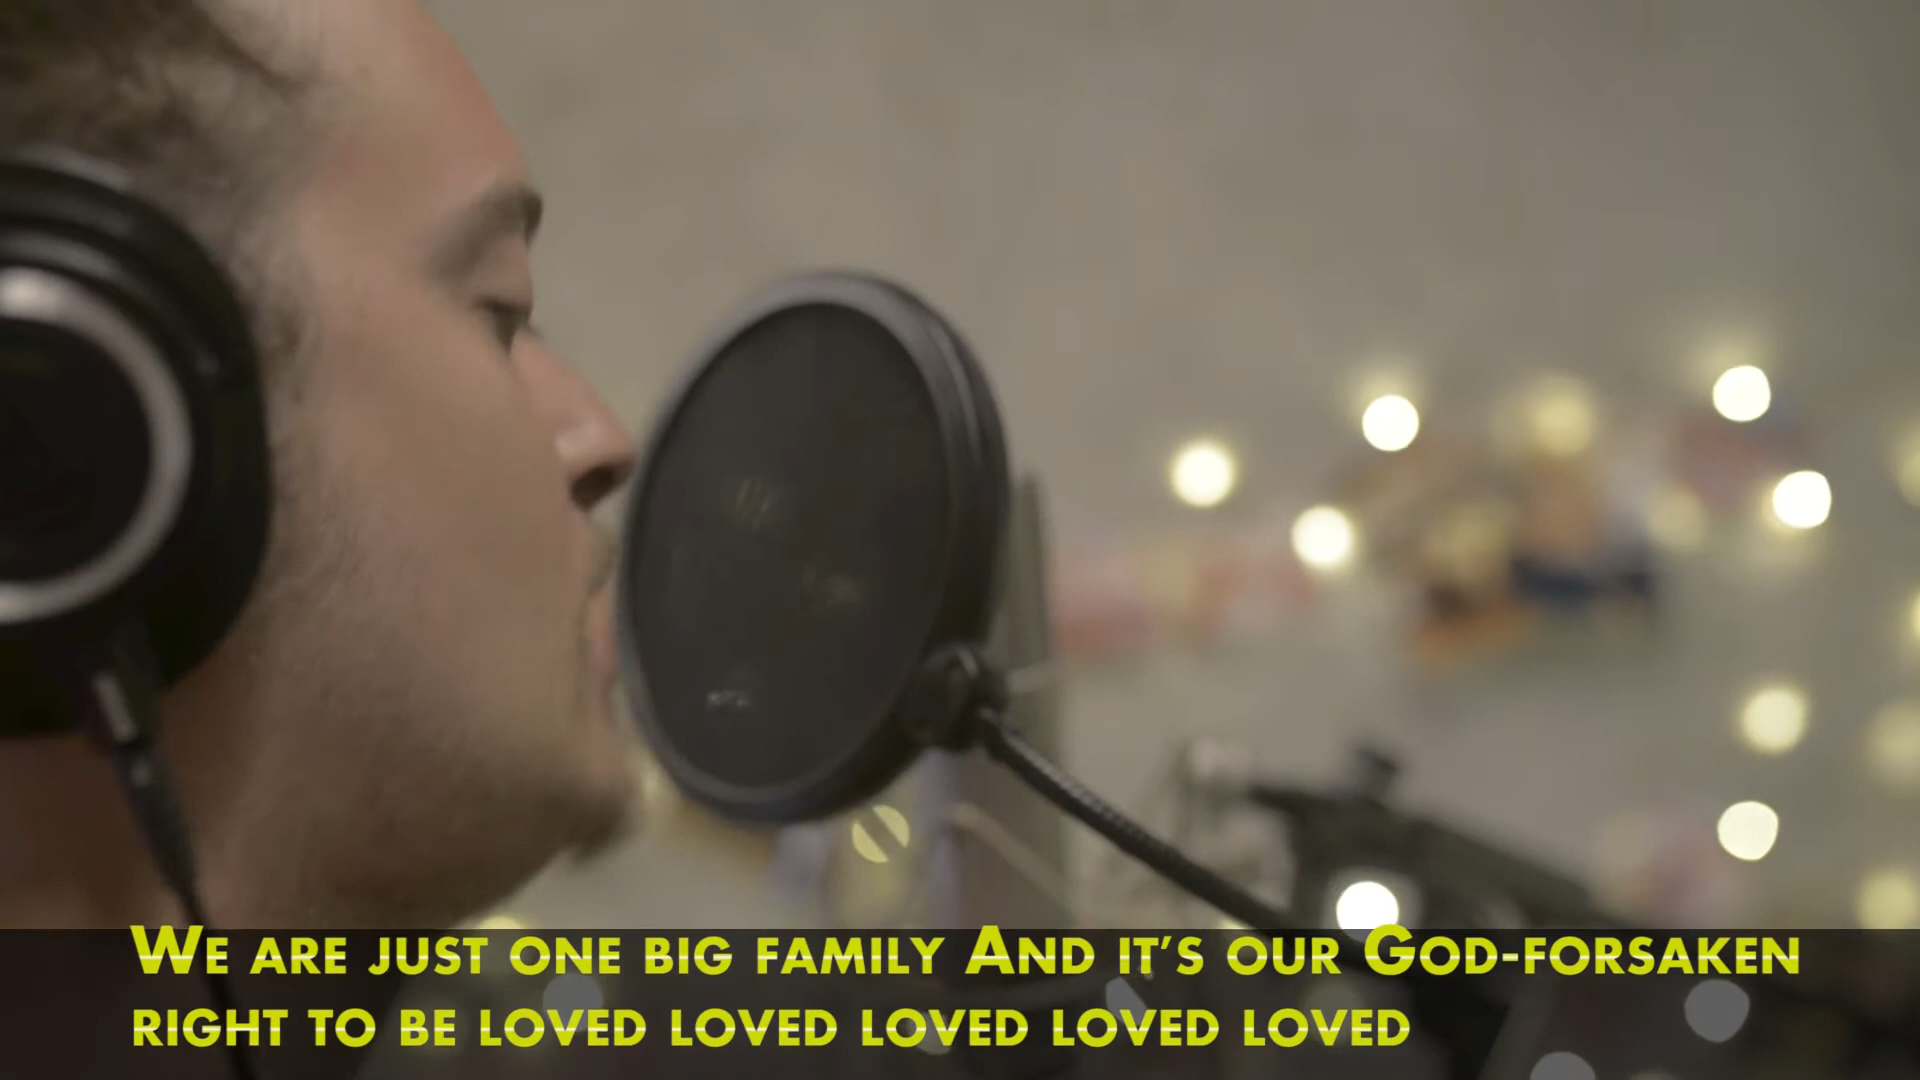 WE ARE JUST ONE BIG FAMILY AND IT'S OUR GOD-FORSAKEN
RIGHT TO BE LOVED LOVED LOVED LOVED LOVED